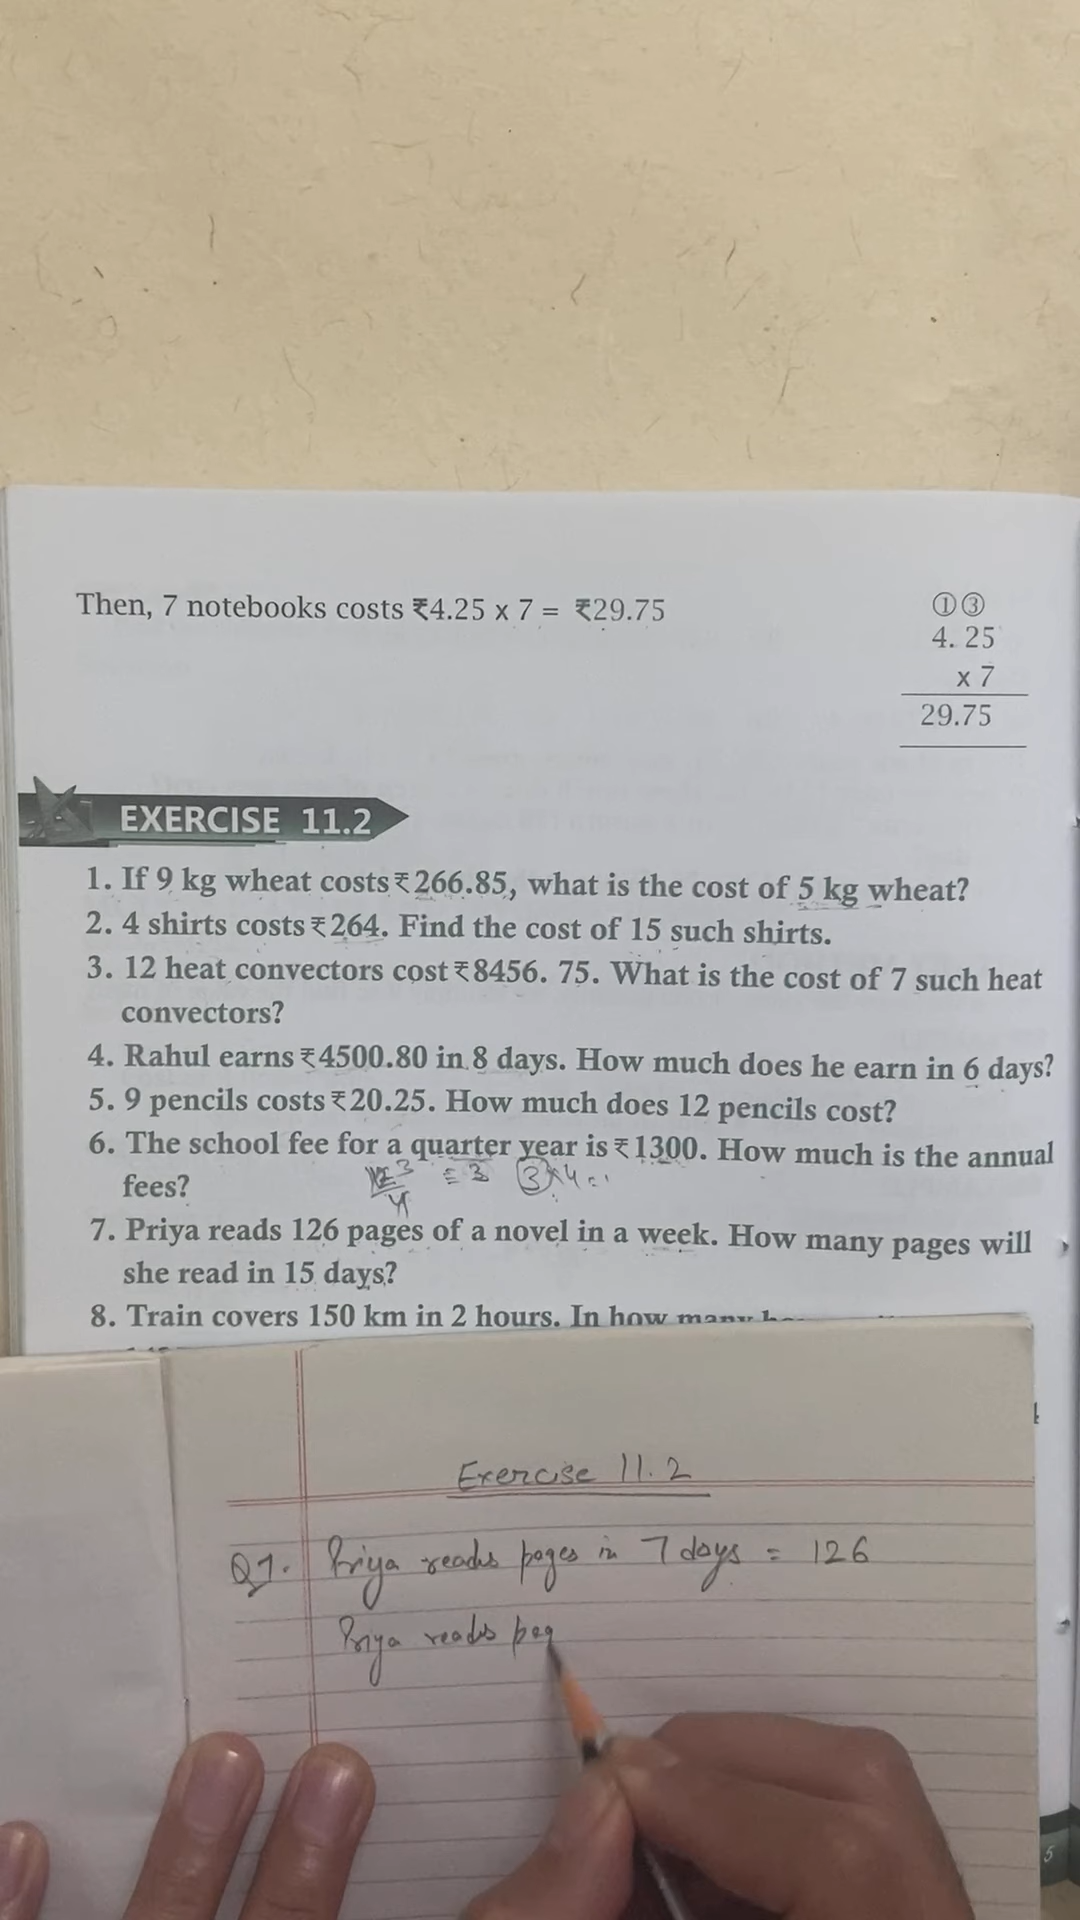 Then, 7 notebooks costs ₹4.25 x 7 = ₹29.75
①③
4. 25
x 7
29.75
EXERCISE 11.2
1. If 9 kg wheat costs ₹266.85, what is the cost of 5 kg wheat?
2. 4 shirts costs ₹264. Find the cost of 15 such shirts.
3. 12 heat convectors cost ₹8456. 75. What is the cost of 7 such heat
convectors?
4. Rahul earns ₹4500.80 in 8 days. How much does he earn in 6 days?
5. 9 pencils costs ₹20.25. How much does 12 pencils cost?
6. The school fee for a quarter year is ₹1300. How much is the annual
fees?
7. Priya reads 126 pages of a novel in a week. How many pages will
she read in 15 days?
8. Train covers 150 km in 2 hours. In how many
Exercise 11.2
Q7. Priya reads pages in 7 days = 126
Priya reads pag
5